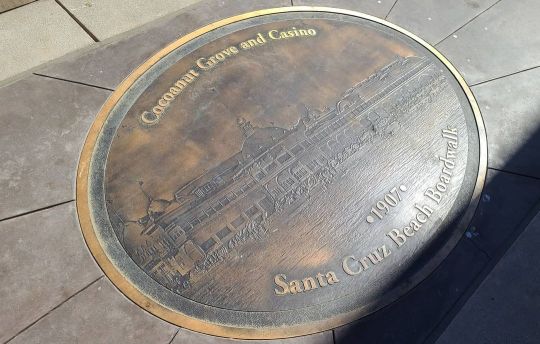 Cocoanut Grove and Casino
•1907•
Santa Cruz Beach Boardwalk